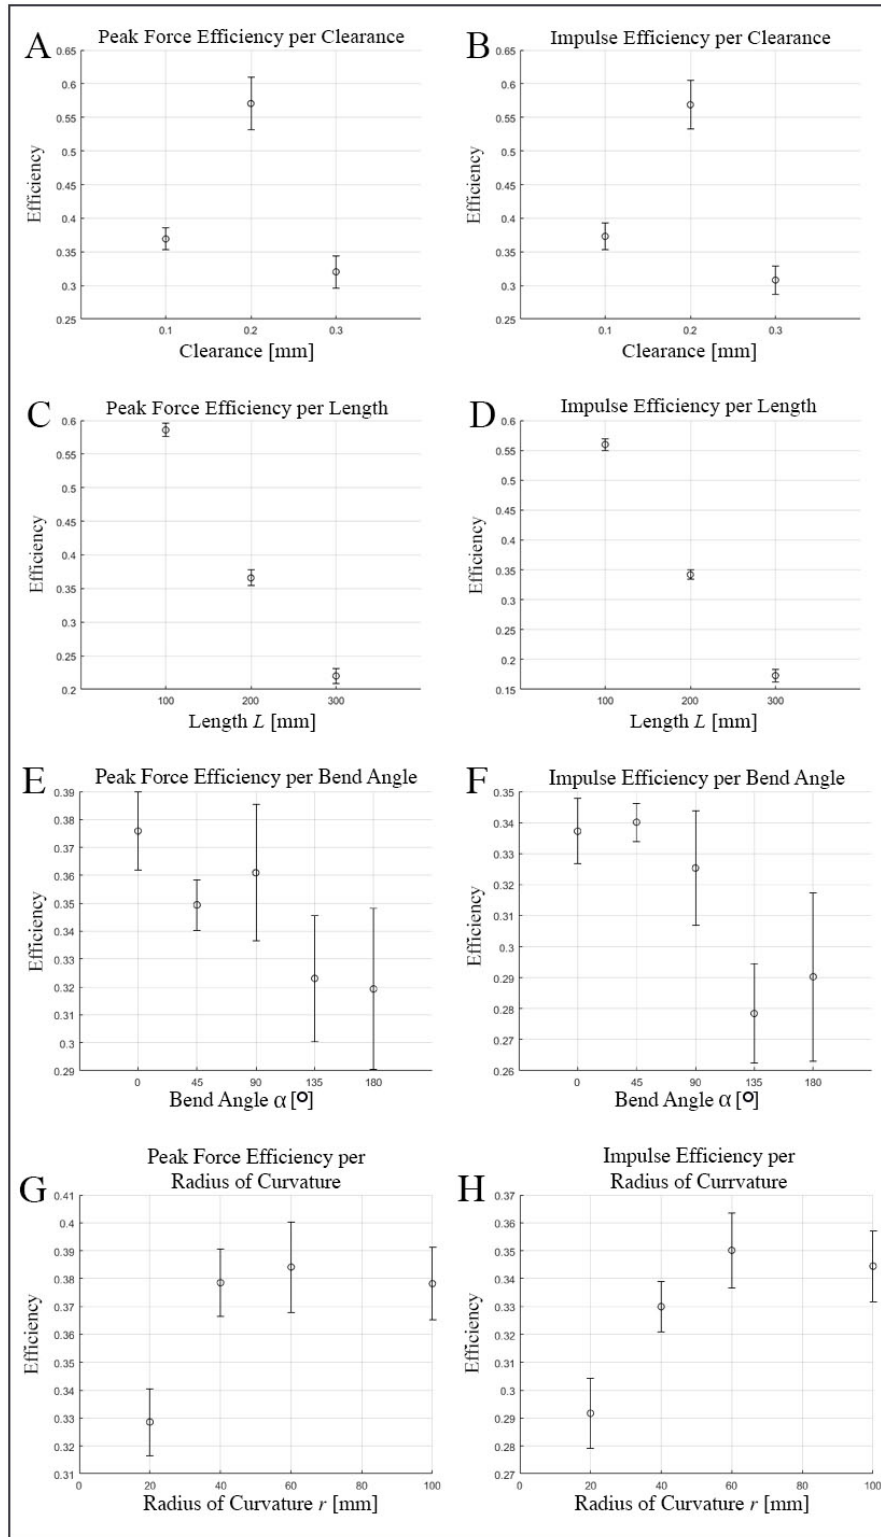 A
Peak Force Efficiency per Clearance
0.65
0.6
0.55
0.5
0.45
0.4
0.35
0.3
0.25
Efficiency
0.1 0.2 0.3
Clearance [mm]
B
Impulse Efficiency per Clearance
0.65
0.6
0.55
0.5
0.45
0.4
0.35
0.3
0.25
Efficiency
0.1 0.2 0.3
Clearance [mm]
C
Peak Force Efficiency per Length
0.6
0.55
0.5
0.45
0.4
0.35
0.3
0.25
0.2
Efficiency
100 200 300
Length L [mm]
D
Impulse Efficiency per Length
0.6
0.55
0.5
0.45
0.4
0.35
0.3
0.25
0.2
0.15
Efficiency
100 200 300
Length L [mm]
E
Peak Force Efficiency per Bend Angle
0.39
0.38
0.37
0.36
0.35
0.34
0.33
0.32
0.31
0.3
0.29
Efficiency
0 45 90 135 180
Bend Angle α [°]
F
Impulse Efficiency per Bend Angle
0.35
0.34
0.33
0.32
0.31
0.3
0.29
0.28
0.27
0.26
Efficiency
0 45 90 135 180
Bend Angle α [°]
G
Peak Force Efficiency per
Radius of Curvature
0.41
0.4
0.39
0.38
0.37
0.36
0.35
0.34
0.33
0.32
0.31
Efficiency
0 20 40 60 80 100
Radius of Curvature r [mm]
H
Impulse Efficiency per
Radius of Currvature
0.37
0.36
0.35
0.34
0.33
0.32
0.31
0.3
0.29
0.28
0.27
Efficiency
0 20 40 60 80 100
Radius of Curvature r [mm]